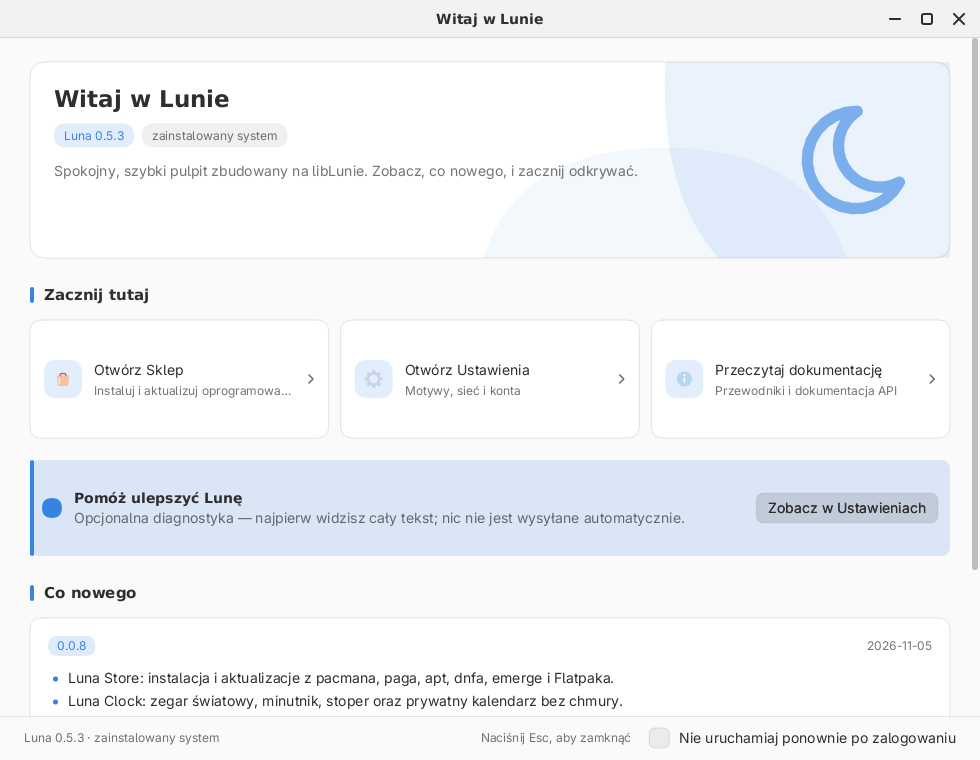 Witaj w Lunie
Witaj w Lunie
Luna 0.5.3 zainstalowany system
Spokojny, szybki pulpit zbudowany na libLunie. Zobacz, co nowego, i zacznij odkrywać.
Zacznij tutaj
Otwórz Sklep
Instaluj i aktualizuj oprogramowa…
Otwórz Ustawienia
Motywy, sieć i konta
Przeczytaj dokumentację
Przewodniki i dokumentacja API
Pomóż ulepszyć Lunę
Opcjonalna diagnostyka — najpierw widzisz cały tekst; nic nie jest wysyłane automatycznie.
Zobacz w Ustawieniach
Co nowego
0.0.8 2026-11-05
Luna Store: instalacja i aktualizacje z pacmana, paga, apt, dnfa, emerge i Flatpaka.
Luna Clock: zegar światowy, minutnik, stoper oraz prywatny kalendarz bez chmury.
Luna 0.5.3 · zainstalowany system Naciśnij Esc, aby zamknąć Nie uruchamiaj ponownie po zalogowaniu